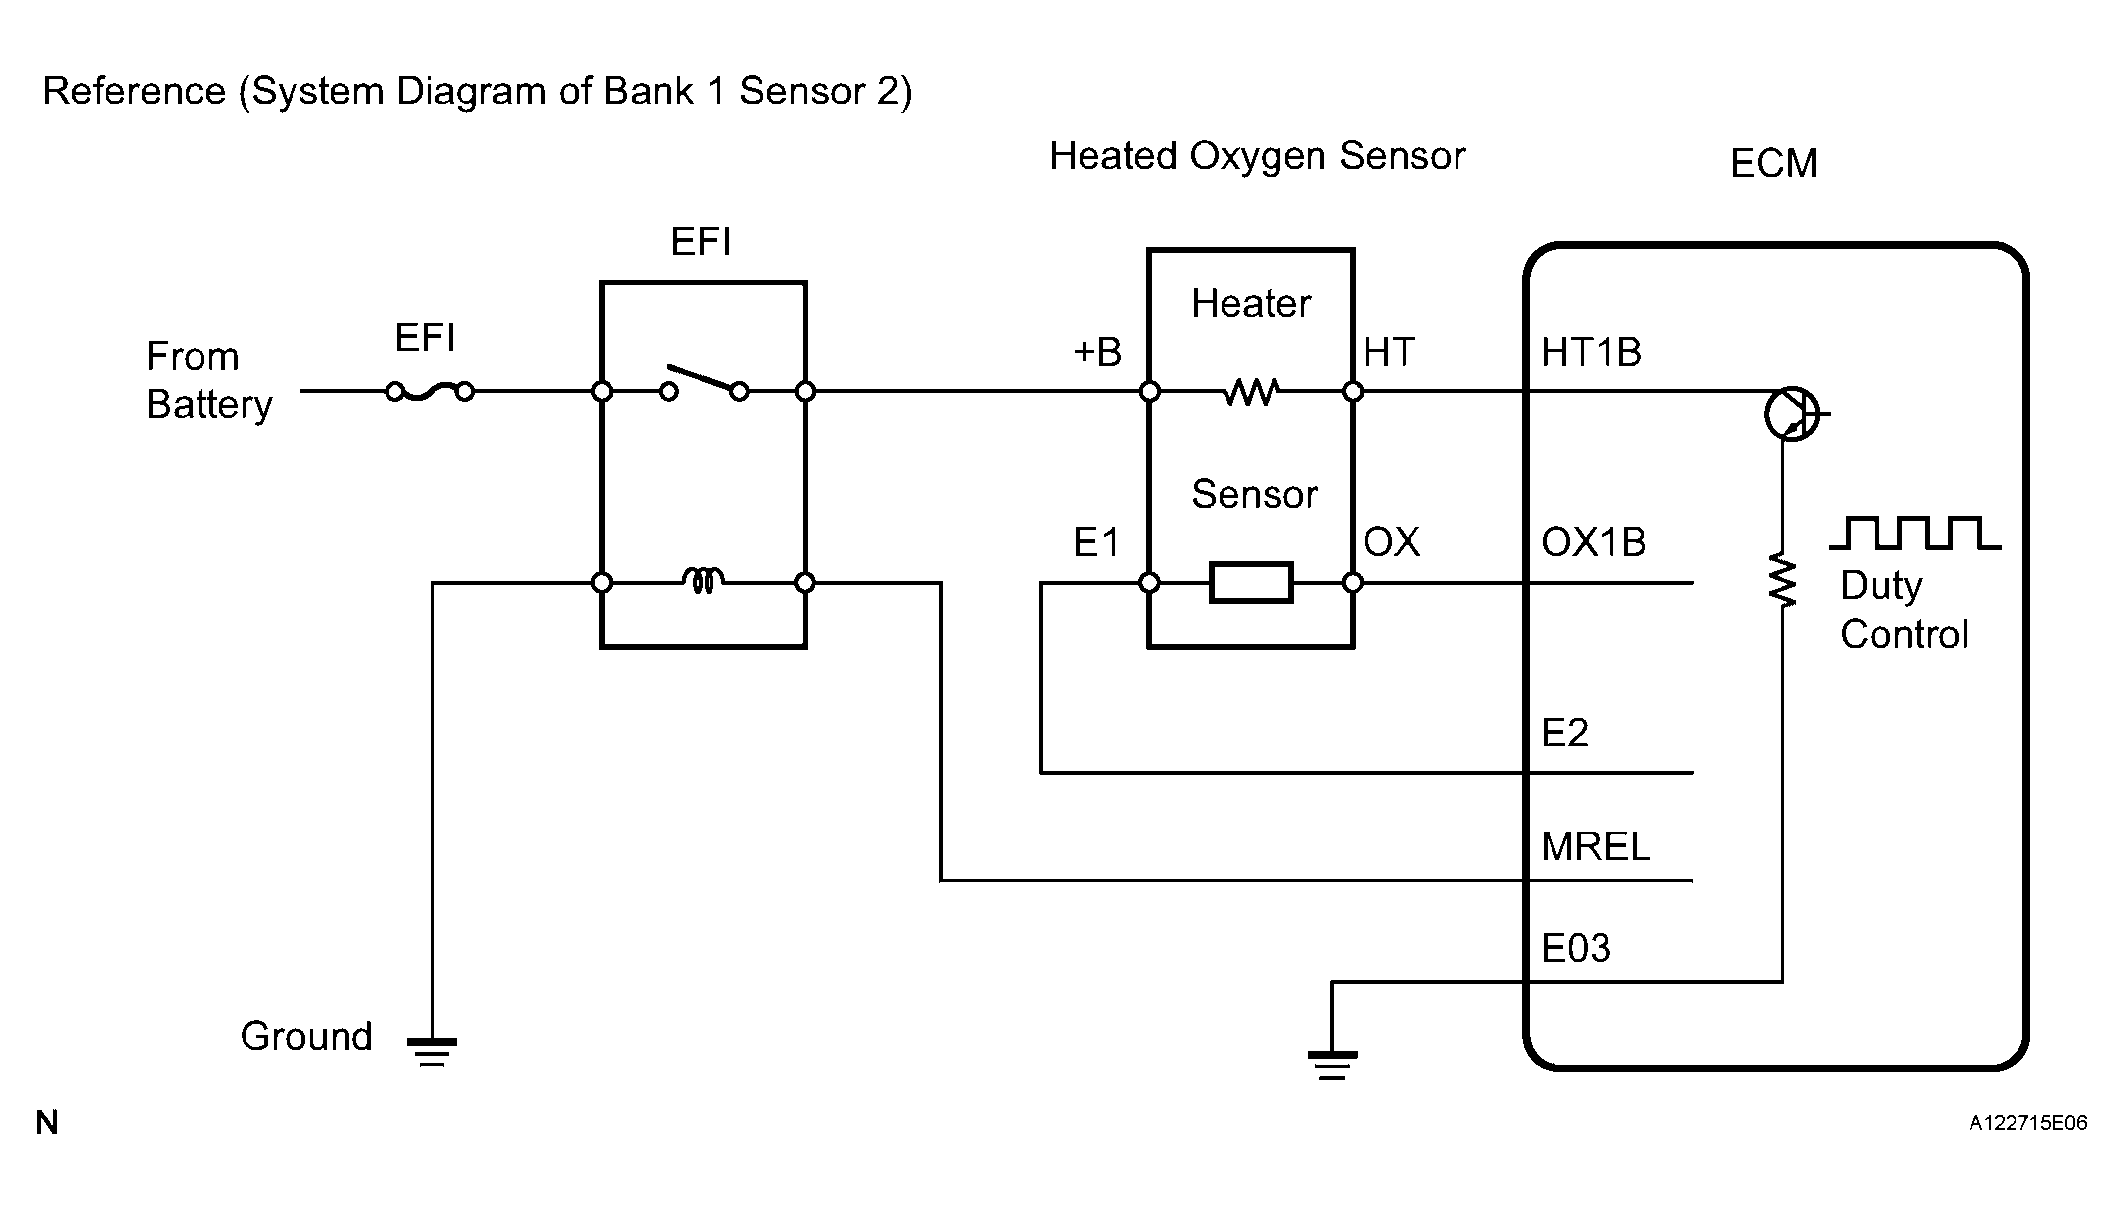 Reference (System Diagram of Bank 1 Sensor 2)
Heated Oxygen Sensor
ECM
EFI
EFI
From
Battery
Heater
+B
HT
HT1B
Sensor
E1
OX
OX1B
Duty
Control
E2
MREL
E03
Ground
N
A122715E06